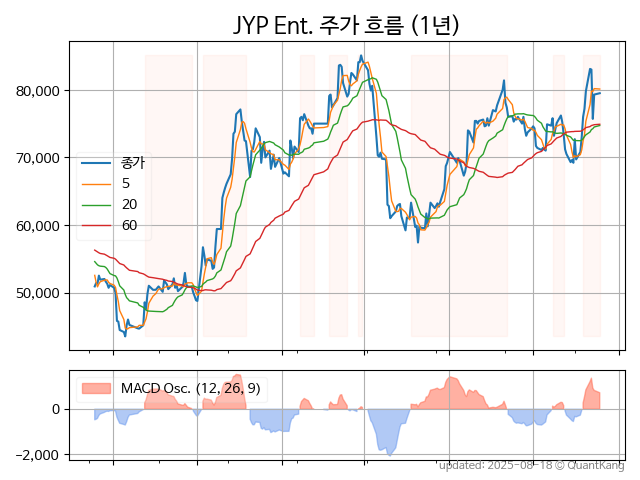 JYP Ent. 주가 흐름 (1년)
80,000
70,000
60,000
50,000
종가
5
20
60
MACD Osc. (12, 26, 9)
0
−2,000
updated: 2025-08-18 © QuantKang